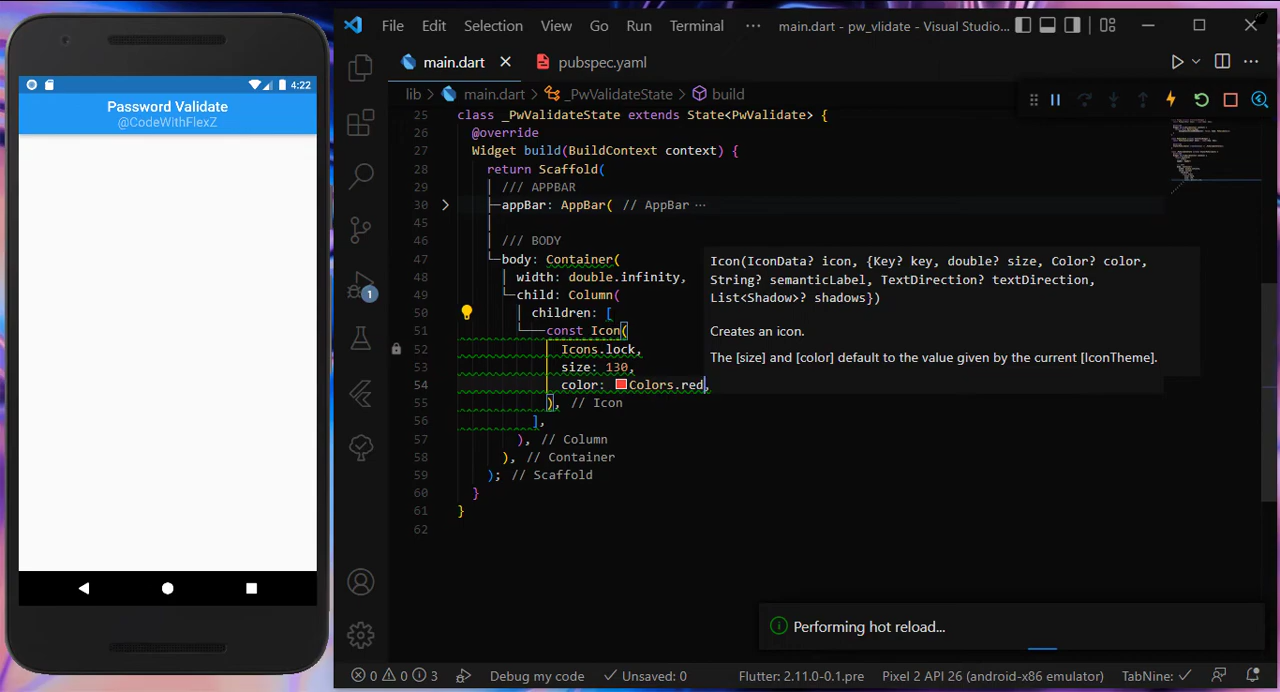 4:22
Password Validate
@CodeWithFlexZ
File Edit Selection View Go Run Terminal ··· main.dart - pw_vlidate - Visual Studio...
main.dart pubspec.yaml
lib > main.dart > _PwValidateState > build
25 class _PwValidateState extends State<PwValidate> {
26 @override
27 Widget build(BuildContext context) {
28 return Scaffold(
29 /// APPBAR
30 appBar: AppBar( // AppBar ···
45
46 /// BODY
47 body: Container(
48 width: double.infinity,
49 child: Column(
50 children: [
51 const Icon(
52 Icons.lock,
53 size: 130,
54 color: Colors.red,
55 ), // Icon
56 ],
57 ), // Column
58 ), // Container
59 ); // Scaffold
60 }
61 }
62
Icon(IconData? icon, {Key? key, double? size, Color? color,
String? semanticLabel, TextDirection? textDirection,
List<Shadow>? shadows})
Creates an icon.
The [size] and [color] default to the value given by the current [IconTheme].
1
Performing hot reload...
0 0 3 Debug my code Unsaved: 0 Flutter: 2.11.0-0.1.pre Pixel 2 API 26 (android-x86 emulator) TabNine: